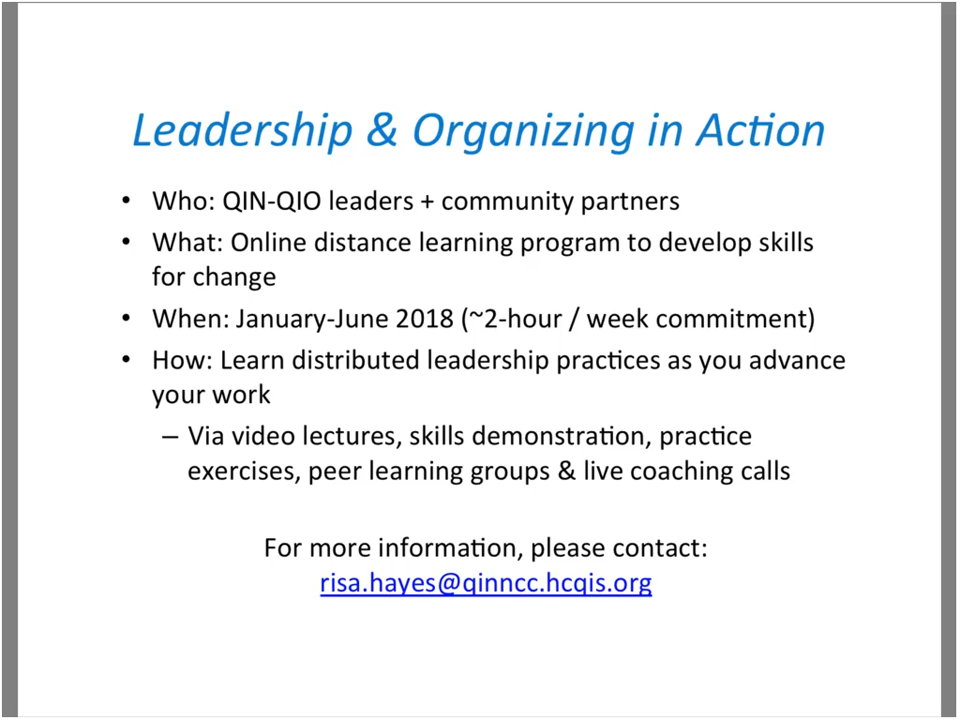 Leadership & Organizing in Action
• Who: QIN-QIO leaders + community partners
• What: Online distance learning program to develop skills
for change
• When: January-June 2018 (~2-hour / week commitment)
• How: Learn distributed leadership practices as you advance
your work
– Via video lectures, skills demonstration, practice
exercises, peer learning groups & live coaching calls
For more information, please contact:
risa.hayes@qinncc.hcqis.org